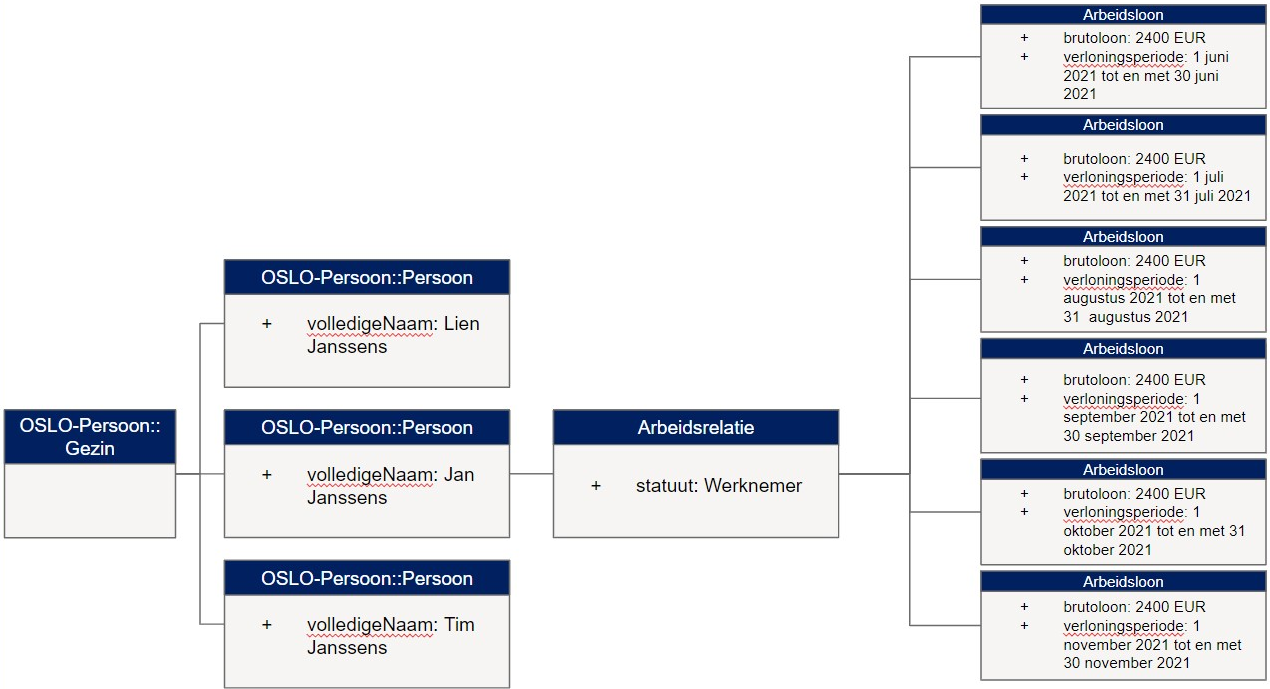 OSLO-Persoon::
Gezin
OSLO-Persoon::Persoon
+ volledigeNaam: Lien
Janssens
OSLO-Persoon::Persoon
+ volledigeNaam: Jan
Janssens
OSLO-Persoon::Persoon
+ volledigeNaam: Tim
Janssens
Arbeidsrelatie
+ statuut: Werknemer
Arbeidsloon
+ brutoloon: 2400 EUR
+ verloningsperiode: 1 juni
2021 tot en met 30 juni
2021
Arbeidsloon
+ brutoloon: 2400 EUR
+ verloningsperiode: 1 juli
2021 tot en met 31 juli 2021
Arbeidsloon
+ brutoloon: 2400 EUR
+ verloningsperiode: 1
augustus 2021 tot en met
31  augustus 2021
Arbeidsloon
+ brutoloon: 2400 EUR
+ verloningsperiode: 1
september 2021 tot en met
30 september 2021
Arbeidsloon
+ brutoloon: 2400 EUR
+ verloningsperiode: 1
oktober 2021 tot en met 31
oktober 2021
Arbeidsloon
+ brutoloon: 2400 EUR
+ verloningsperiode: 1
november 2021 tot en met
30 november 2021